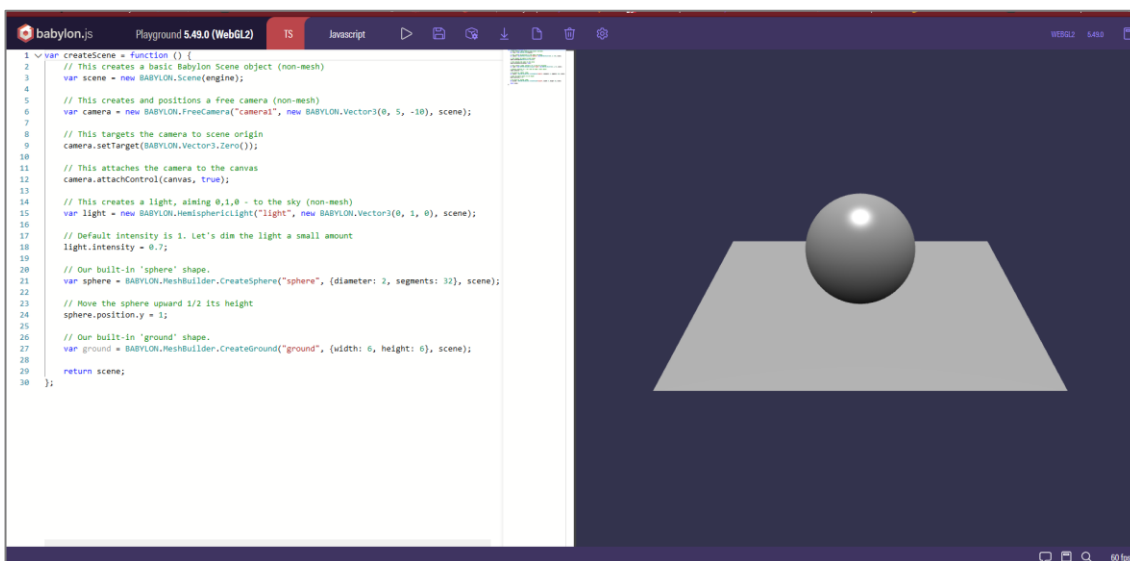 babylon.js Playground 5.49.0 (WebGL2) TS Javascript WEBGL2 5.49.0
1 var createScene = function () {
2 // This creates a basic Babylon Scene object (non-mesh)
3 var scene = new BABYLON.Scene(engine);
4
5 // This creates and positions a free camera (non-mesh)
6 var camera = new BABYLON.FreeCamera("camera1", new BABYLON.Vector3(0, 5, -10), scene);
7
8 // This targets the camera to scene origin
9 camera.setTarget(BABYLON.Vector3.Zero());
10
11 // This attaches the camera to the canvas
12 camera.attachControl(canvas, true);
13
14 // This creates a light, aiming 0,1,0 - to the sky (non-mesh)
15 var light = new BABYLON.HemisphericLight("light", new BABYLON.Vector3(0, 1, 0), scene);
16
17 // Default intensity is 1. Let's dim the light a small amount
18 light.intensity = 0.7;
19
20 // Our built-in 'sphere' shape.
21 var sphere = BABYLON.MeshBuilder.CreateSphere("sphere", {diameter: 2, segments: 32}, scene);
22
23 // Move the sphere upward 1/2 its height
24 sphere.position.y = 1;
25
26 // Our built-in 'ground' shape.
27 var ground = BABYLON.MeshBuilder.CreateGround("ground", {width: 6, height: 6}, scene);
28
29 return scene;
30 };
60